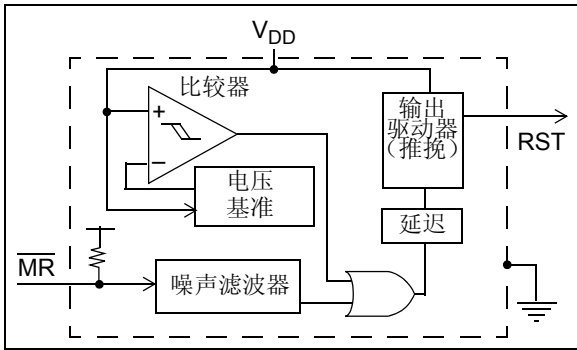 VDD
比较器
+
−
电压
基准
输出
驱动器
（推挽）
RST
延迟
MR
噪声滤波器